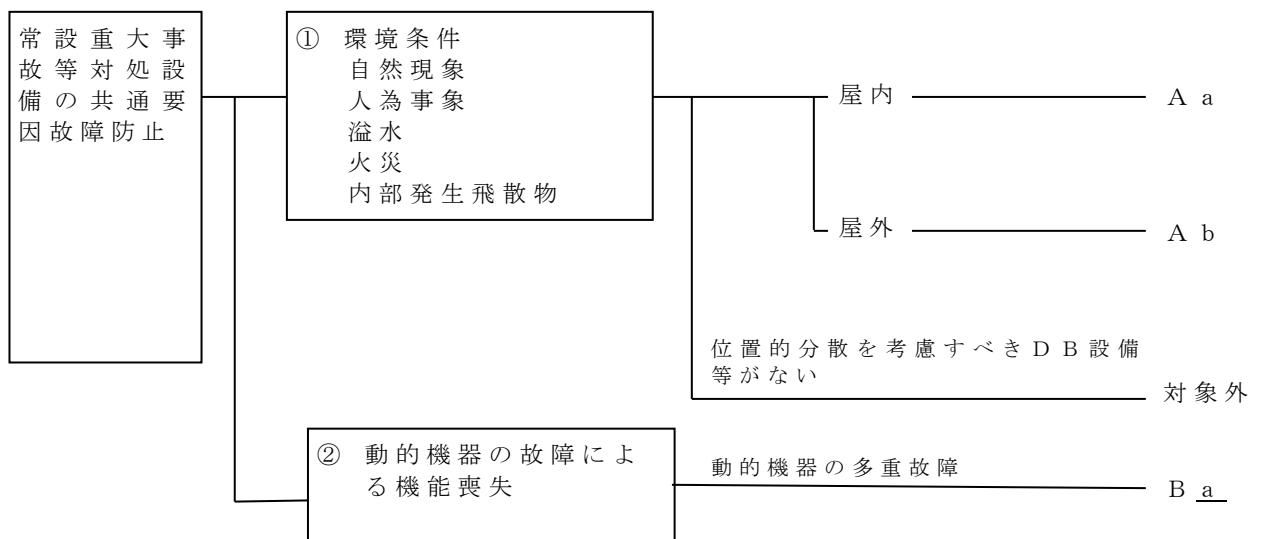 常設重大事
故等対処設
備の共通要
因故障防止
① 環境条件
自然現象
人為事象
溢水
火災
内部発生飛散物
屋内
Ａａ
屋外
Ａｂ
位置的分散を考慮すべきＤＢ設備
等がない
対象外
② 動的機器の故障によ
る機能喪失
動的機器の多重故障
Ｂａ